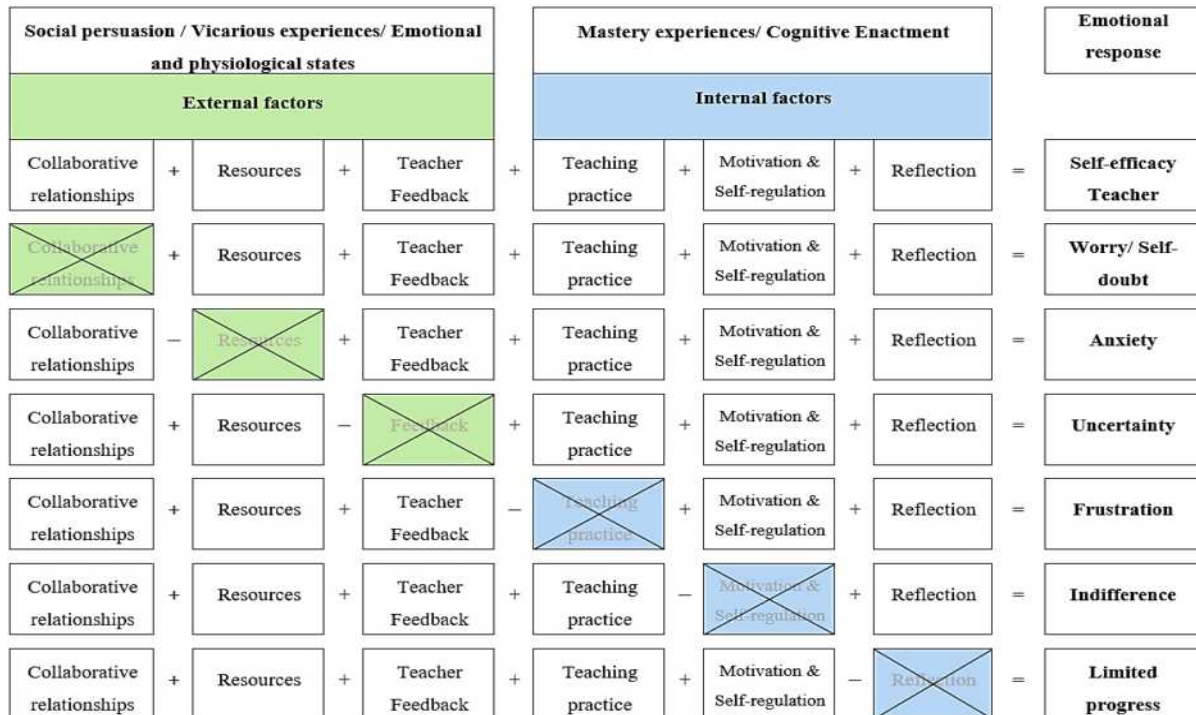 Social persuasion / Vicarious experiences/ Emotional
and physiological states
Mastery experiences/ Cognitive Enactment
Emotional
response
External factors
Internal factors
Collaborative
relationships
+
Resources
+
Teacher
Feedback
+
Teaching
practice
+
Motivation &
Self-regulation
+
Reflection
=
Self-efficacy
Teacher
Collaborative
relationships
+
Resources
+
Teacher
Feedback
+
Teaching
practice
+
Motivation &
Self-regulation
+
Reflection
=
Worry/ Self-
doubt
Collaborative
relationships
−
Resources
+
Teacher
Feedback
+
Teaching
practice
+
Motivation &
Self-regulation
+
Reflection
=
Anxiety
Collaborative
relationships
+
Resources
−
Feedback
+
Teaching
practice
+
Motivation &
Self-regulation
+
Reflection
=
Uncertainty
Collaborative
relationships
+
Resources
+
Teacher
Feedback
−
Teaching
practice
+
Motivation &
Self-regulation
+
Reflection
=
Frustration
Collaborative
relationships
+
Resources
+
Teacher
Feedback
+
Teaching
practice
−
Motivation &
Self-regulation
+
Reflection
=
Indifference
Collaborative
relationships
+
Resources
+
Teacher
Feedback
+
Teaching
practice
+
Motivation &
Self-regulation
−
Reflection
=
Limited
progress